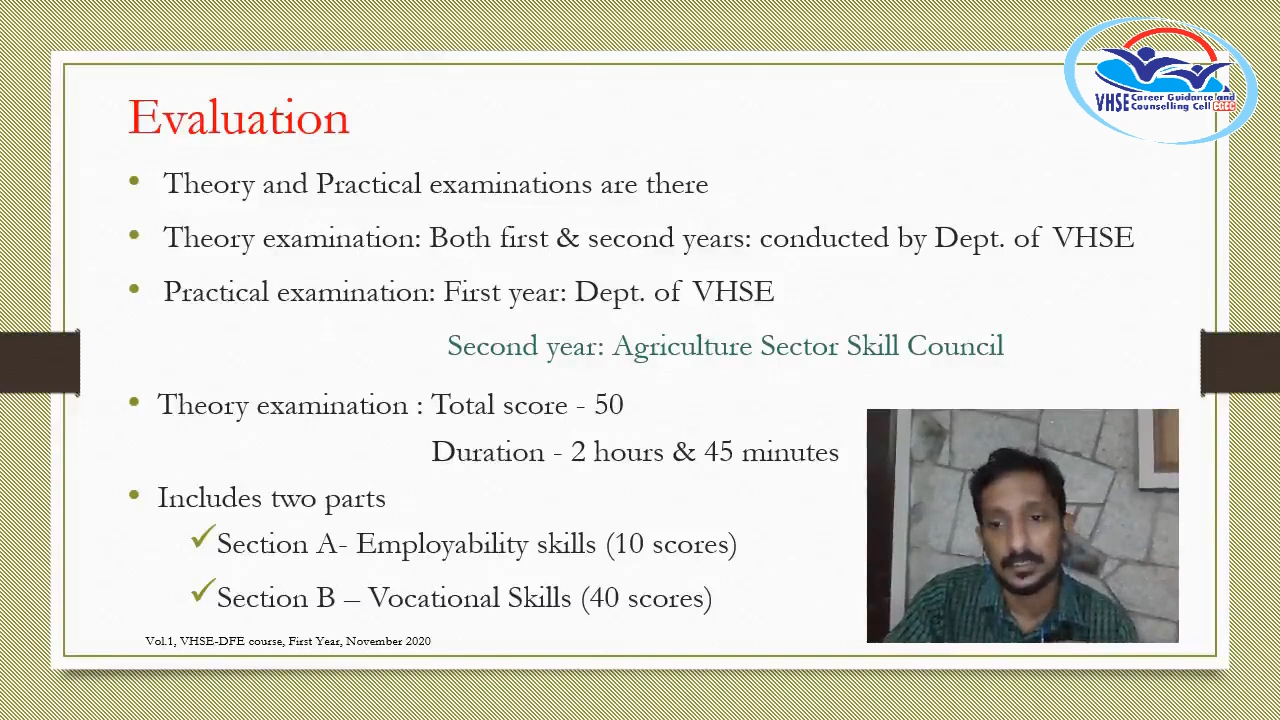 VHSE Career Guidance and
Counselling Cell CGCC
Evaluation
• Theory and Practical examinations are there
• Theory examination: Both first & second years: conducted by Dept. of VHSE
• Practical examination: First year: Dept. of VHSE
Second year: Agriculture Sector Skill Council
• Theory examination : Total score - 50
Duration - 2 hours & 45 minutes
• Includes two parts
✓Section A- Employability skills (10 scores)
✓Section B – Vocational Skills (40 scores)
Vol.1, VHSE-DFE course, First Year, November 2020